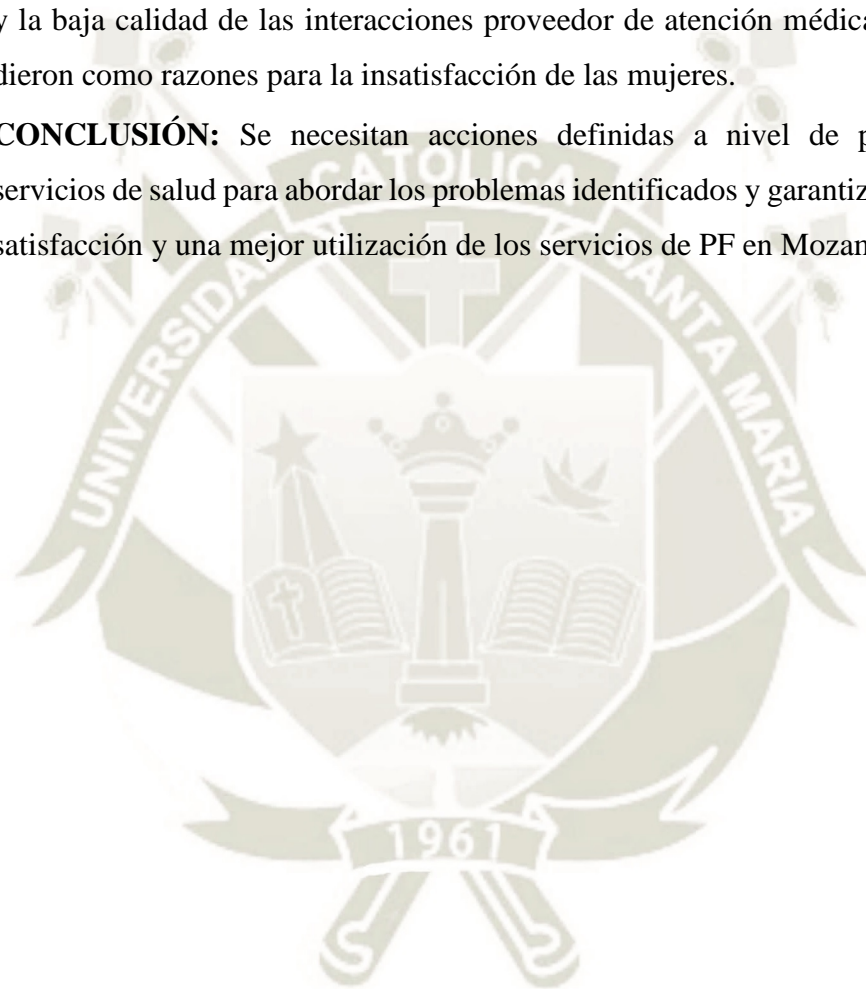 y la baja calidad de las interacciones proveedor de atención médica
dieron como razones para la insatisfacción de las mujeres.
CONCLUSIÓN: Se necesitan acciones definidas a nivel de p
servicios de salud para abordar los problemas identificados y garantiz
satisfacción y una mejor utilización de los servicios de PF en Mozam
UNIVERSIDAD CATOLICA SANTA MARIA
1961